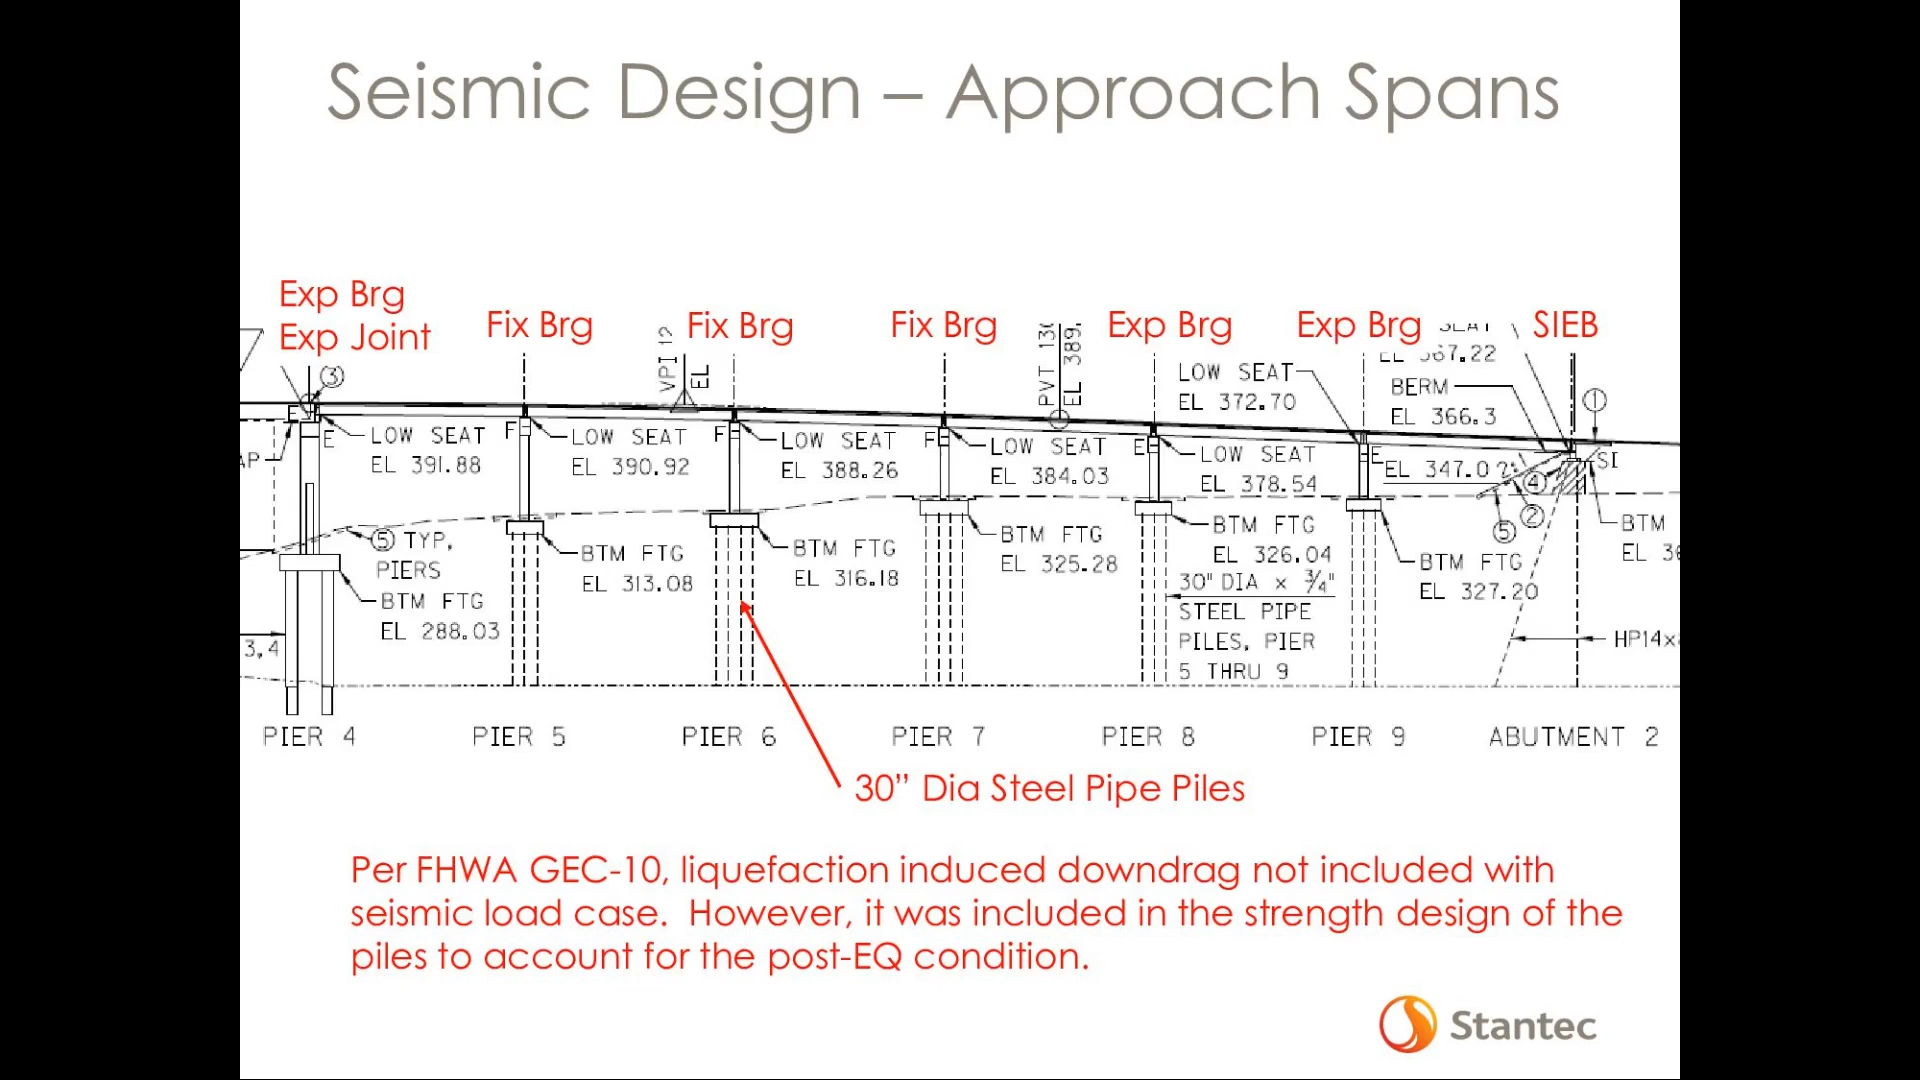 Seismic Design – Approach Spans
Exp Brg
Exp Joint
Fix Brg
Fix Brg
Fix Brg
Exp Brg
Exp Brg
SIEB
VPI
EL
PVT
EL 389.
LOW SEAT
EL 372.70
BERM
EL 366.3
③
①
E
E
LOW SEAT
EL 391.88
F
LOW SEAT
EL 390.92
F
LOW SEAT
EL 388.26
F
LOW SEAT
EL 384.03
E
LOW SEAT
EL 378.54
E
EL 347.0
④
SI
②
⑤
⑤ TYP,
PIERS
BTM FTG
EL 288.03
BTM FTG
EL 313.08
BTM FTG
EL 316.18
BTM FTG
EL 325.28
BTM FTG
EL 326.04
BTM FTG
EL 327.20
BTM
EL
30" DIA x ¾"
STEEL PIPE
PILES, PIER
5 THRU 9
HP14x
3,4
PIER 4
PIER 5
PIER 6
PIER 7
PIER 8
PIER 9
ABUTMENT 2
30” Dia Steel Pipe Piles
Per FHWA GEC-10, liquefaction induced downdrag not included with
seismic load case. However, it was included in the strength design of the
piles to account for the post-EQ condition.
Stantec